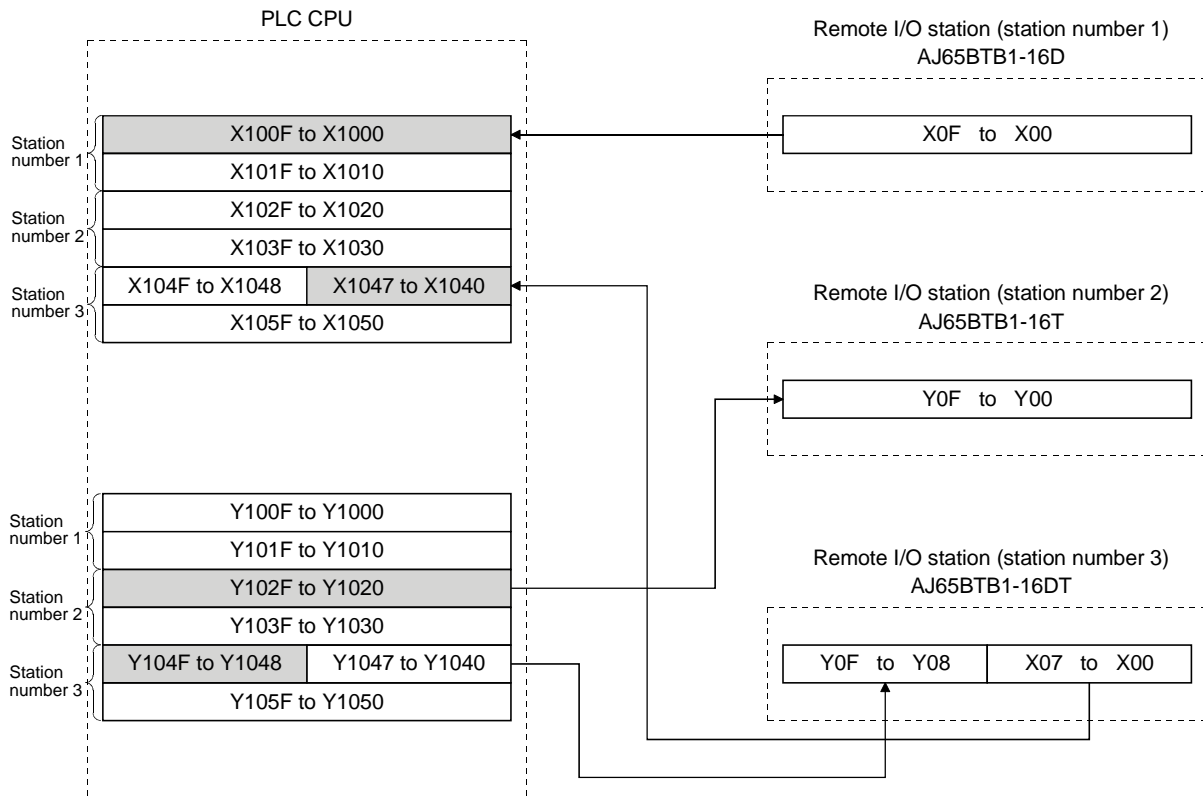 PLC CPU
Station
number 1
X100F to X1000
X101F to X1010
Station
number 2
X102F to X1020
X103F to X1030
Station
number 3
X104F to X1048
X1047 to X1040
X105F to X1050
Station
number 1
Y100F to Y1000
Y101F to Y1010
Station
number 2
Y102F to Y1020
Y103F to Y1030
Station
number 3
Y104F to Y1048
Y1047 to Y1040
Y105F to Y1050
Remote I/O station (station number 1)
AJ65BTB1-16D
X0F to X00
Remote I/O station (station number 2)
AJ65BTB1-16T
Y0F to Y00
Remote I/O station (station number 3)
AJ65BTB1-16DT
Y0F to Y08
X07 to X00